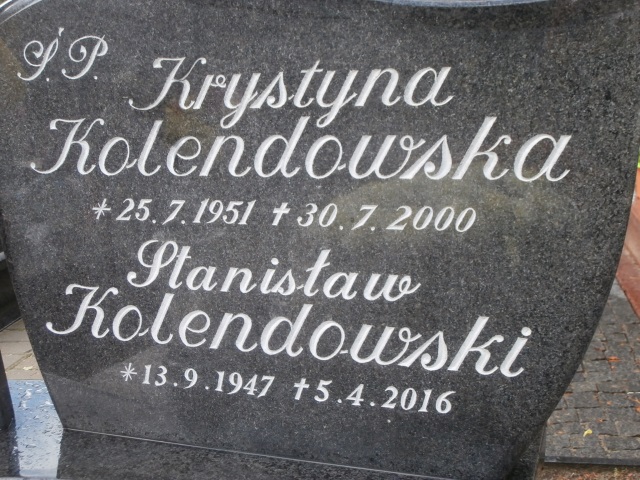 Ś.P. Krystyna
Kolendowska
*25.7.1951 †30.7.2000
Stanisław
Kolendowski
*13.9.1947 †5.4.2016